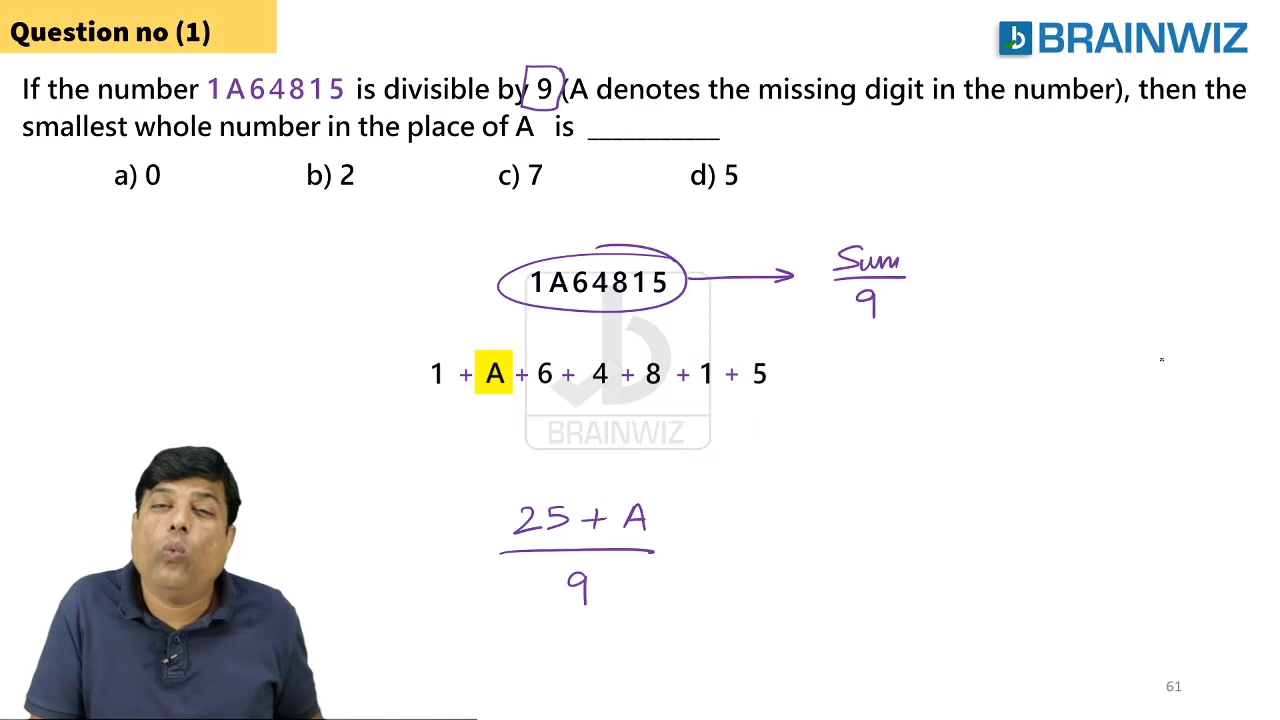 Question no (1)
BRAINWIZ
If the number 1A64815 is divisible by 9 (A denotes the missing digit in the number), then the
smallest whole number in the place of A is __________
a) 0 b) 2 c) 7 d) 5
1A64815
Sum
9
1 + A + 6 + 4 + 8 + 1 + 5
BRAINWIZ
25 + A
9
61